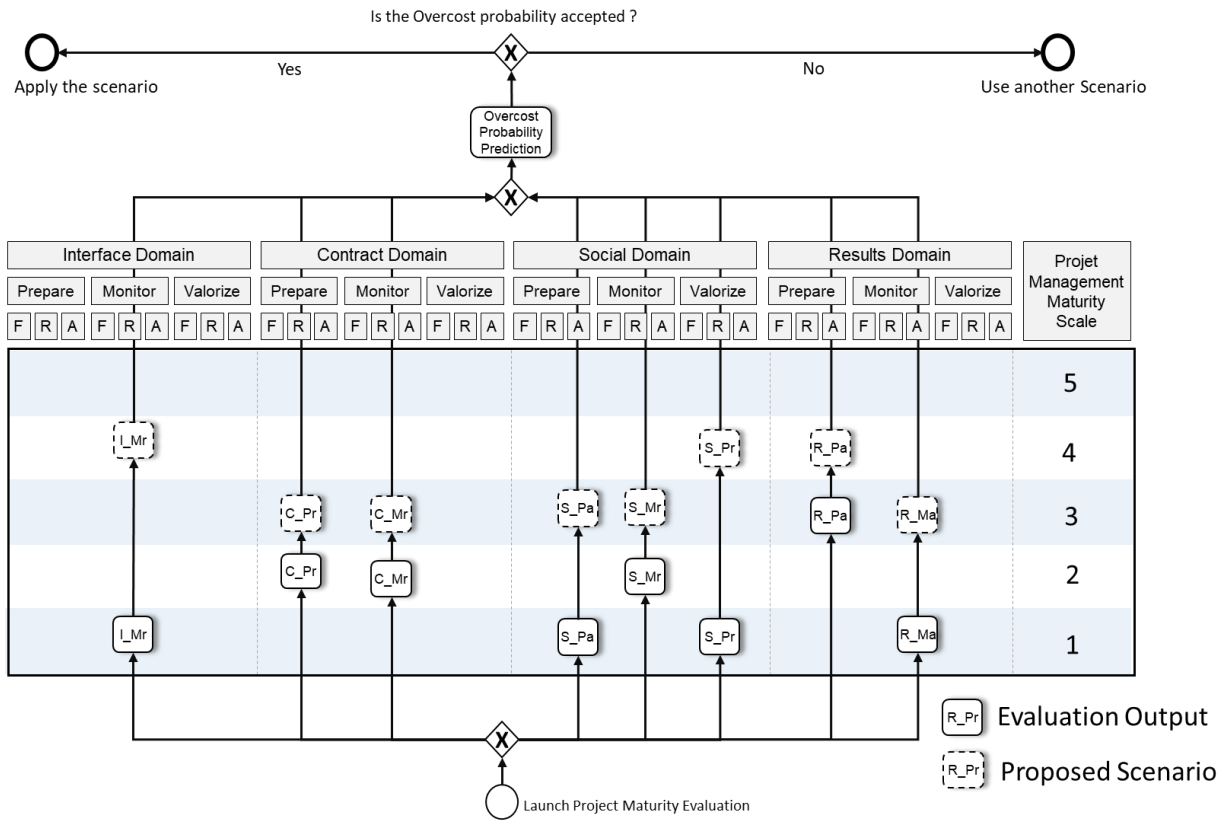 Is the Overcost probability accepted ?
X
Yes
No
Apply the scenario
Use another Scenario
Overcost
Probability
Prediction
X
Interface Domain
Contract Domain
Social Domain
Results Domain
Projet
Management
Maturity
Scale
Prepare Monitor Valorize Prepare Monitor Valorize Prepare Monitor Valorize Prepare Monitor Valorize
F R A F R A F R A F R A F R A F R A F R A F R A F R A F R A F R A F R A
5
I_Mr S_Pr R_Pa 4
C_Pr C_Mr S_Pa S_Mr R_Pa R_Ma 3
C_Pr C_Mr S_Mr 2
I_Mr S_Pa S_Pr R_Ma 1
R_Pr Evaluation Output
X
R_Pr Proposed Scenario
Launch Project Maturity Evaluation